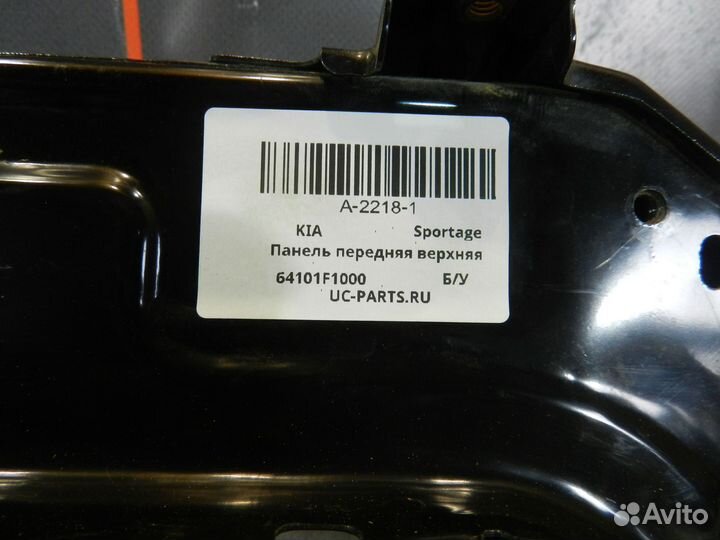 A-2218-1
KIA Sportage
Панель передняя верхняя
64101F1000 Б/У
UC-PARTS.RU
Avito